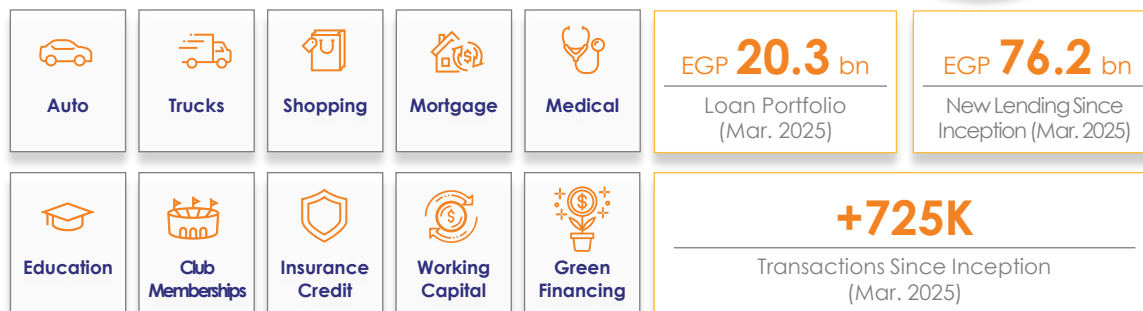 Auto
Trucks
Shopping
Mortgage
Medical
EGP 20.3 bn
Loan Portfolio
(Mar. 2025)
EGP 76.2 bn
New Lending Since
Inception (Mar. 2025)
Education
Club
Memberships
Insurance
Credit
Working
Capital
Green
Financing
+725K
Transactions Since Inception
(Mar. 2025)